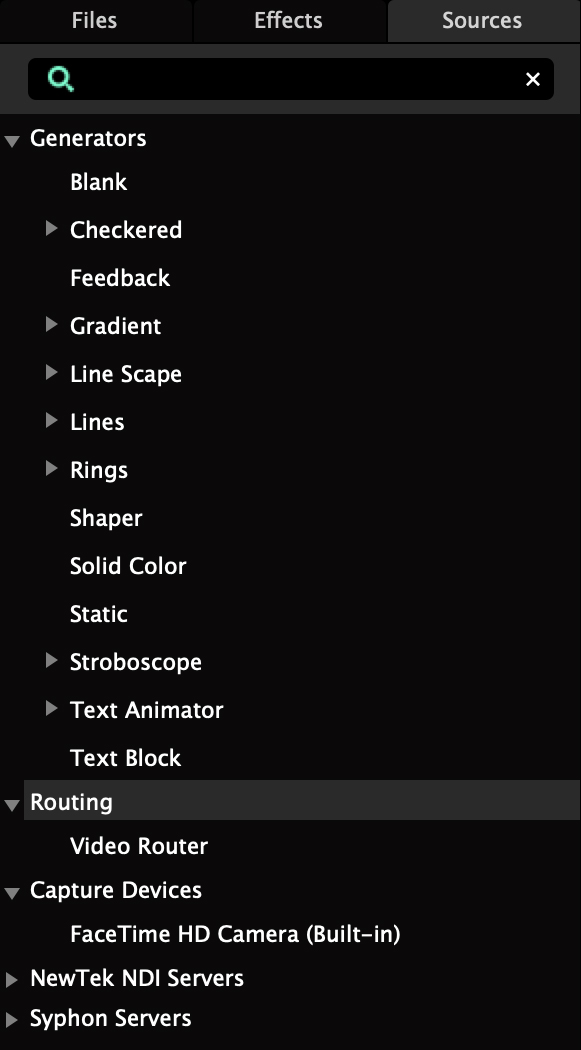 Files Effects Sources
Generators
Blank
Checkered
Feedback
Gradient
Line Scape
Lines
Rings
Shaper
Solid Color
Static
Stroboscope
Text Animator
Text Block
Routing
Video Router
Capture Devices
FaceTime HD Camera (Built-in)
NewTek NDI Servers
Syphon Servers